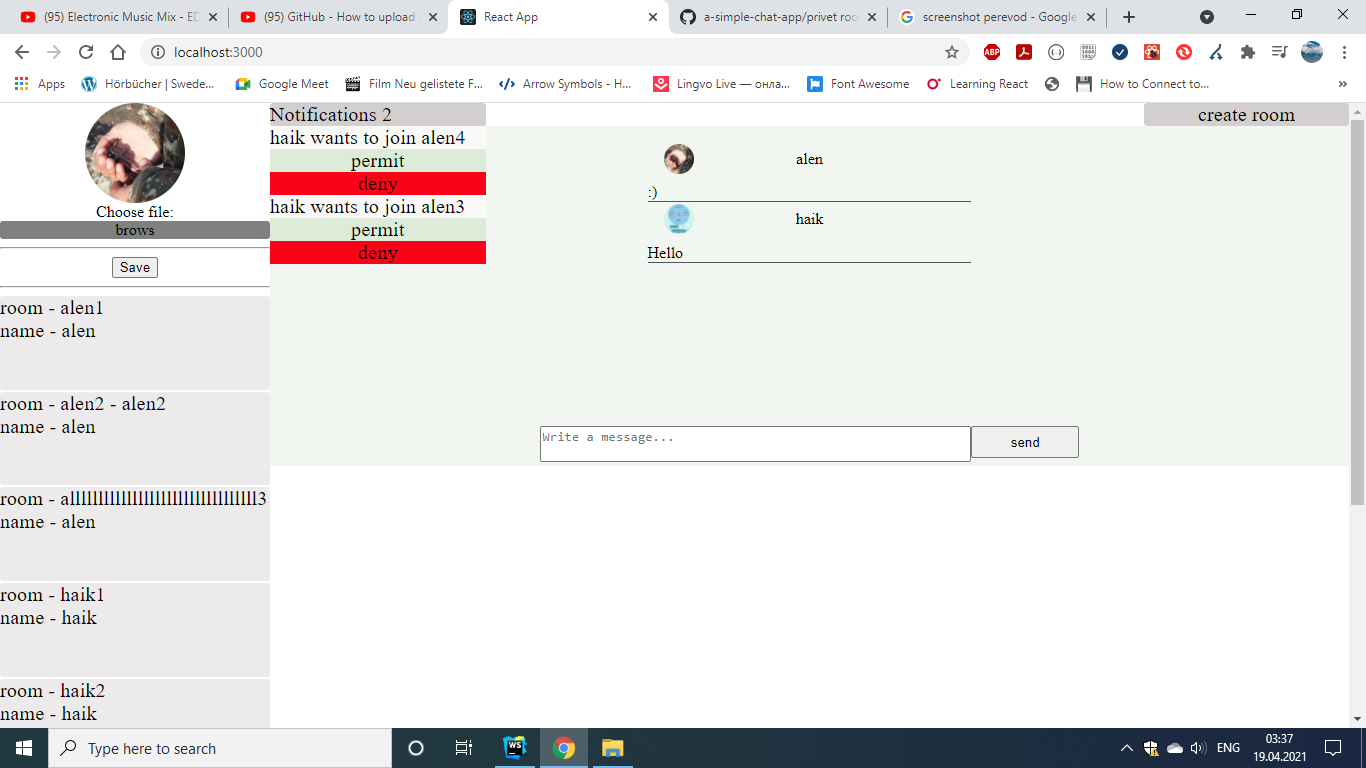 (95) Electronic Music Mix - ED
(95) GitHub - How to upload
React App
a-simple-chat-app/privet roo
screenshot perevod - Google
localhost:3000
ABP
Apps
Hörbücher | Swede...
Google Meet
Film Neu gelistete F...
Arrow Symbols - H...
Lingvo Live — онла...
Font Awesome
Learning React
How to Connect to...
»
Choose file:
brows
Save
room - alen1
name - alen
room - alen2 - alen2
name - alen
room - alllllllllllllllllllllllllllllllll3
name - alen
room - haik1
name - haik
room - haik2
name - haik
Notifications 2
haik wants to join alen4
permit
deny
haik wants to join alen3
permit
deny
create room
alen
:)
haik
Hello
Write a message...
send
Type here to search
WS
ENG
03:37
19.04.2021